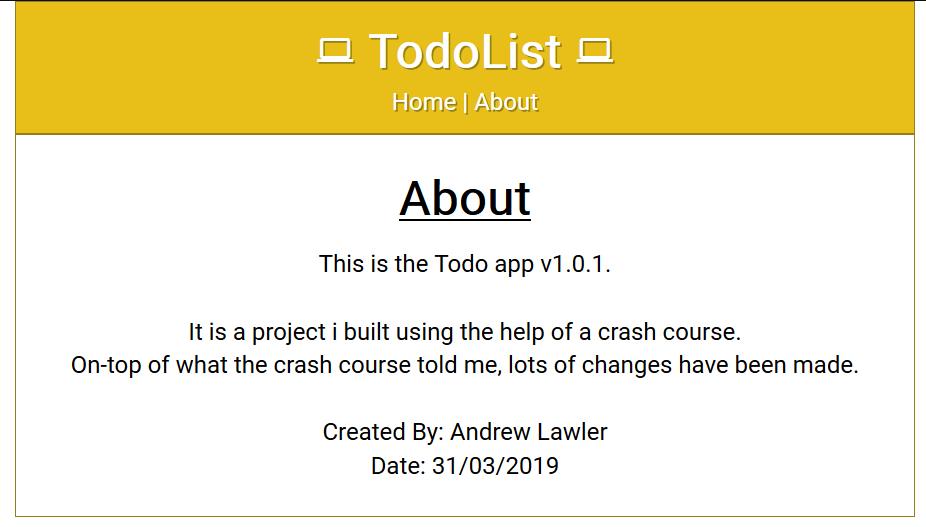 TodoList
Home | About
About
This is the Todo app v1.0.1.
It is a project i built using the help of a crash course.
On-top of what the crash course told me, lots of changes have been made.
Created By: Andrew Lawler
Date: 31/03/2019